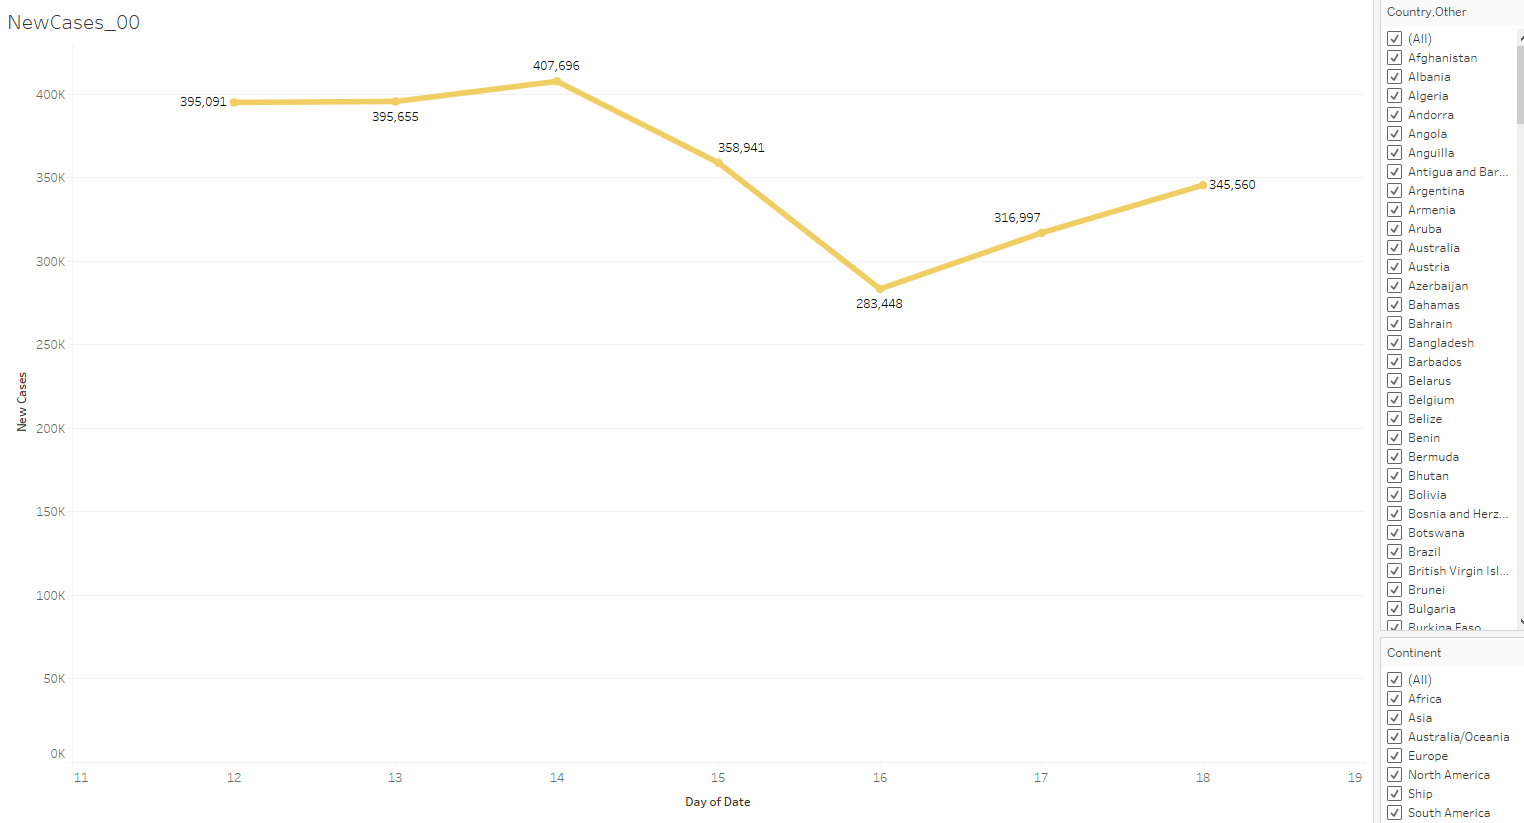 NewCases_00
407,696
395,091
395,655
358,941
345,560
316,997
283,448
400K
350K
300K
250K
200K
150K
100K
50K
0K
New Cases
11 12 13 14 15 16 17 18 19
Day of Date
Country,Other
(All)
Afghanistan
Albania
Algeria
Andorra
Angola
Anguilla
Antigua and Bar...
Argentina
Armenia
Aruba
Australia
Austria
Azerbaijan
Bahamas
Bahrain
Bangladesh
Barbados
Belarus
Belgium
Belize
Benin
Bermuda
Bhutan
Bolivia
Bosnia and Herz...
Botswana
Brazil
British Virgin Isl...
Brunei
Bulgaria
Burkina Faso
Continent
(All)
Africa
Asia
Australia/Oceania
Europe
North America
Ship
South America